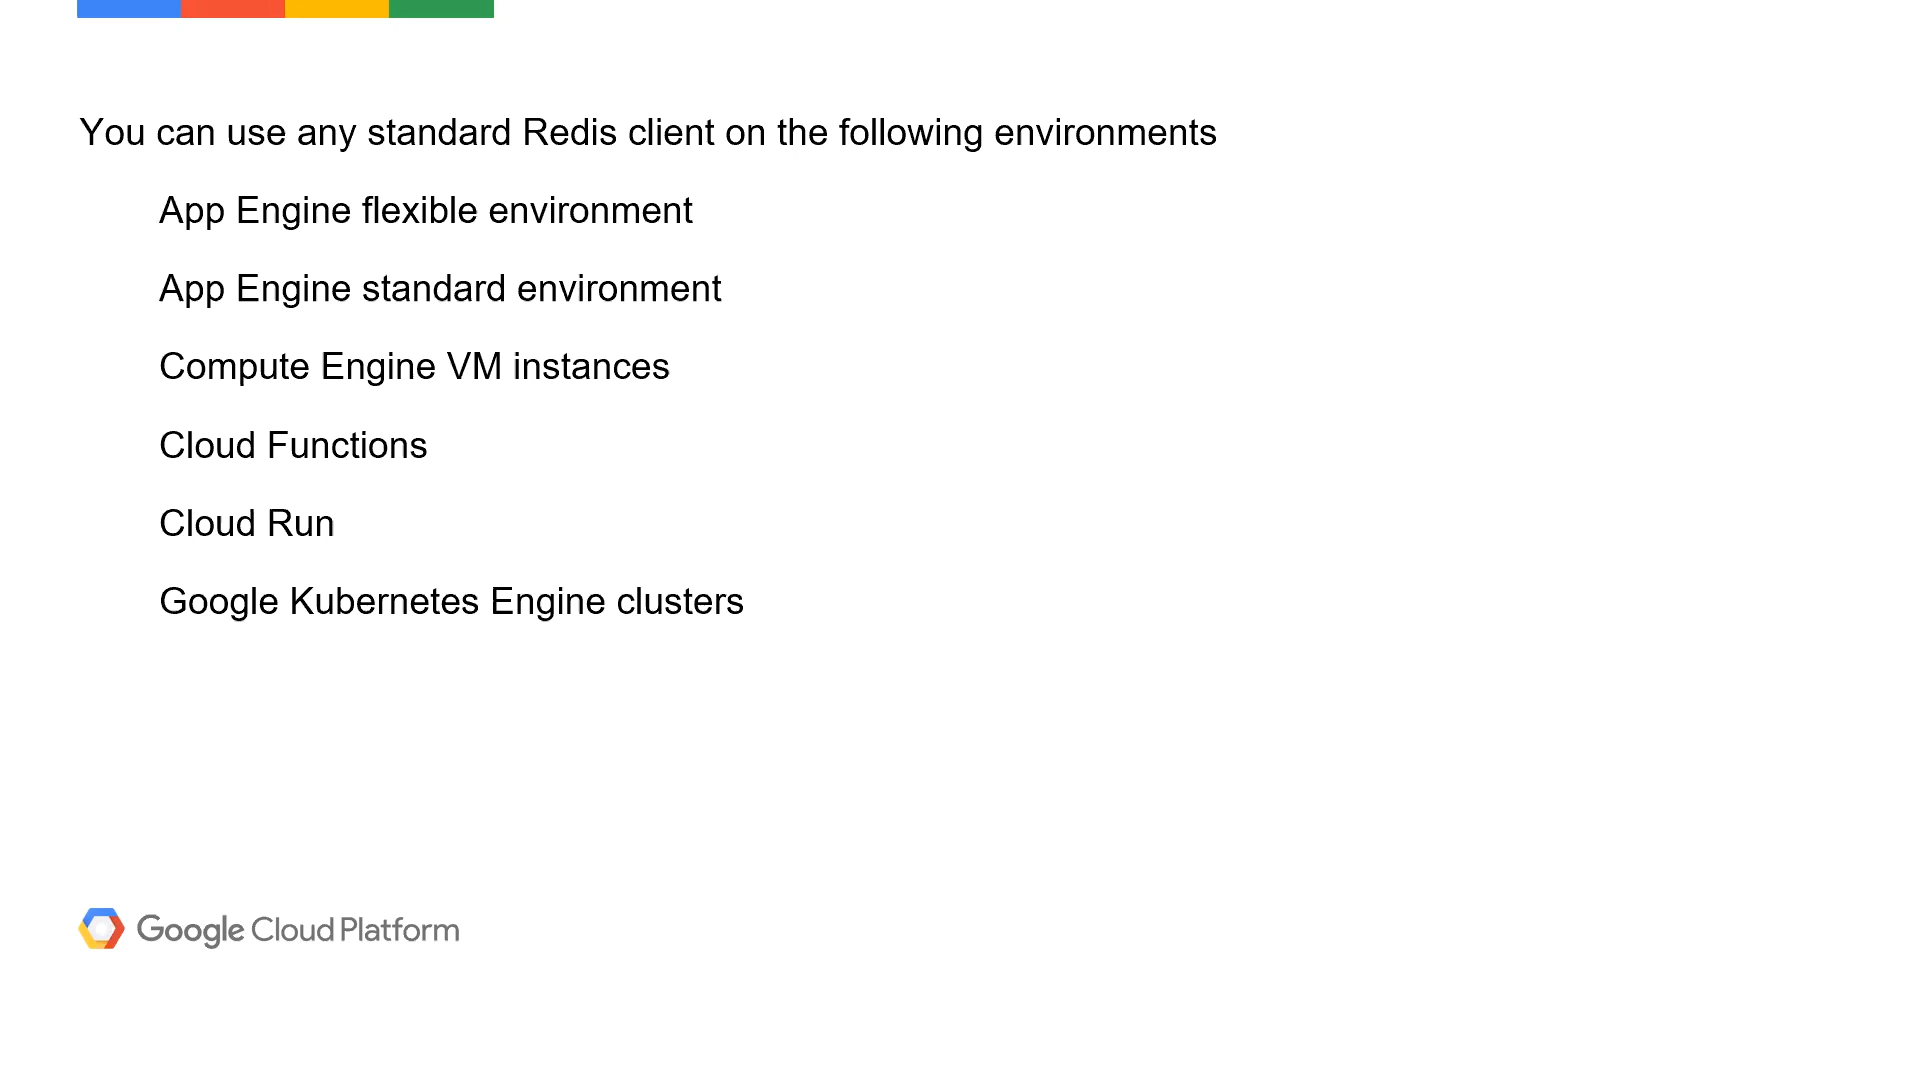 You can use any standard Redis client on the following environments
App Engine flexible environment
App Engine standard environment
Compute Engine VM instances
Cloud Functions
Cloud Run
Google Kubernetes Engine clusters
Google Cloud Platform